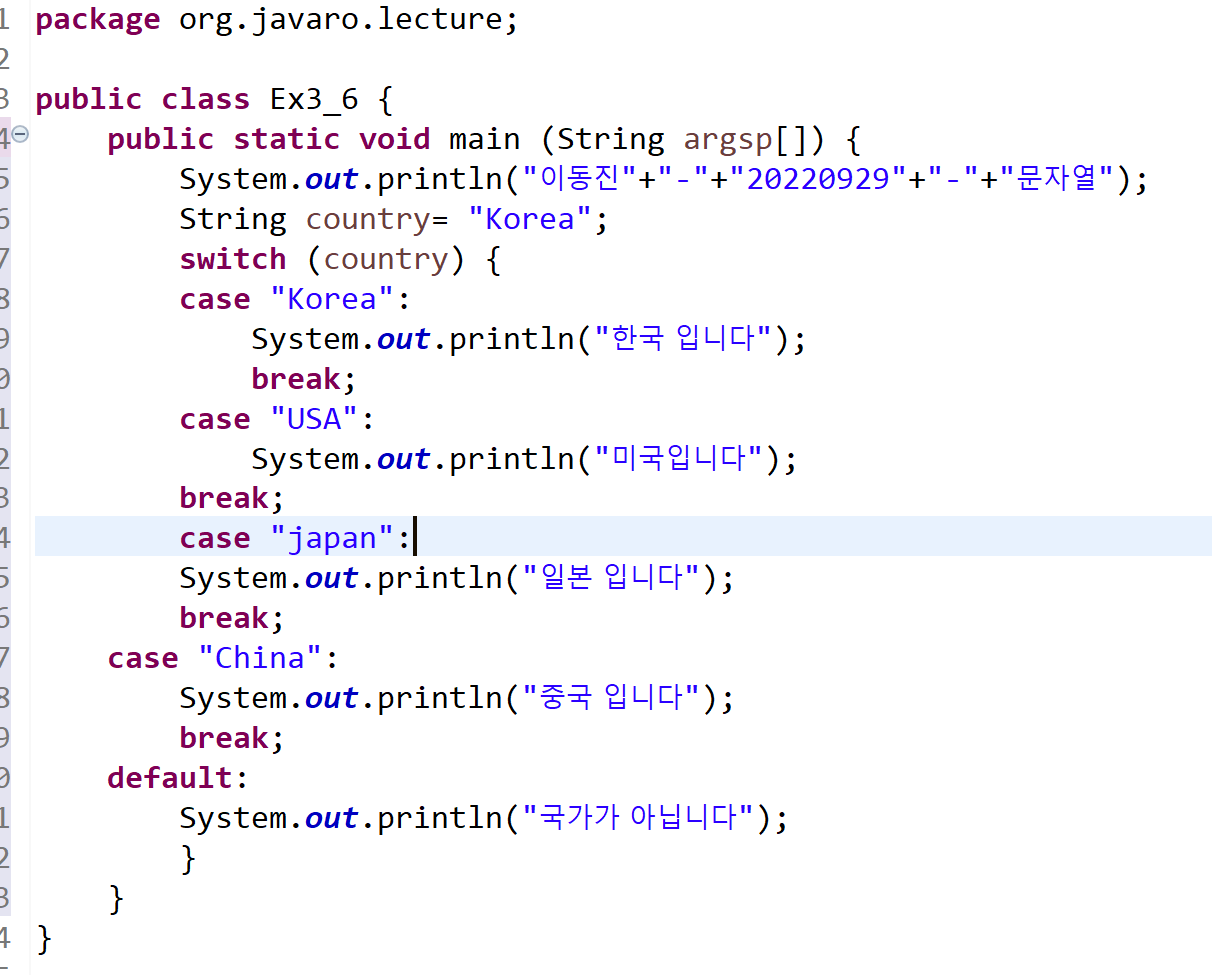 1 package org.javaro.lecture;
2
3 public class Ex3_6 {
4 public static void main (String argsp[]) {
5 System.out.println("이동진"+"-"+"20220929"+"-"+"문자열");
6 String country= "Korea";
7 switch (country) {
8 case "Korea":
9 System.out.println("한국 입니다");
0 break;
1 case "USA":
2 System.out.println("미국입니다");
3 break;
4 case "japan":
5 System.out.println("일본 입니다");
6 break;
7 case "China":
8 System.out.println("중국 입니다");
9 break;
0 default:
1 System.out.println("국가가 아닙니다");
2 }
3 }
4 }